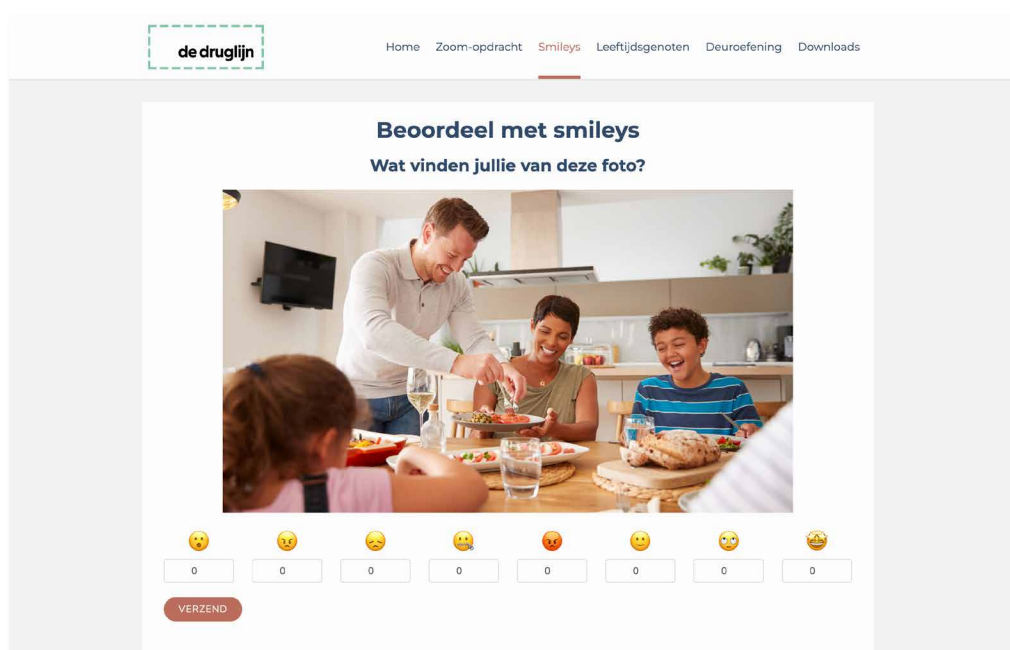 de druglijn
Home Zoom-opdracht Smileys Leeftijdsgenoten Deuroefening Downloads
Beoordeel met smileys
Wat vinden jullie van deze foto?
0 0 0 0 0 0 0 0
VERZEND